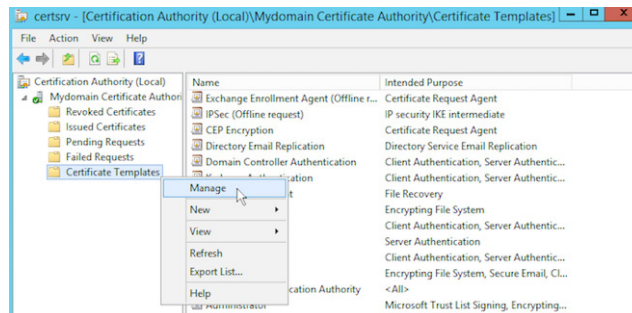 certsrv - [Certification Authority (Local)\Mydomain Certificate Authority\Certificate Templates]
File Action View Help
Certification Authority (Local)
Mydomain Certificate Authori
Revoked Certificates
Issued Certificates
Pending Requests
Failed Requests
Certificate Templates
Name Intended Purpose
Exchange Enrollment Agent (Offline r... Certificate Request Agent
IPSec (Offline request) IP security IKE intermediate
CEP Encryption Certificate Request Agent
Directory Email Replication Directory Service Email Replication
Domain Controller Authentication Client Authentication, Server Authentic...
Client Authentication, Server Authentic...
File Recovery
Encrypting File System
Client Authentication, Server Authentic...
Server Authentication
Client Authentication, Server Authentic...
Encrypting File System, Secure Email, Cl...
cation Authority <All>
Administrator Microsoft Trust List Signing, Encrypting...
Manage
New
View
Refresh
Export List...
Help